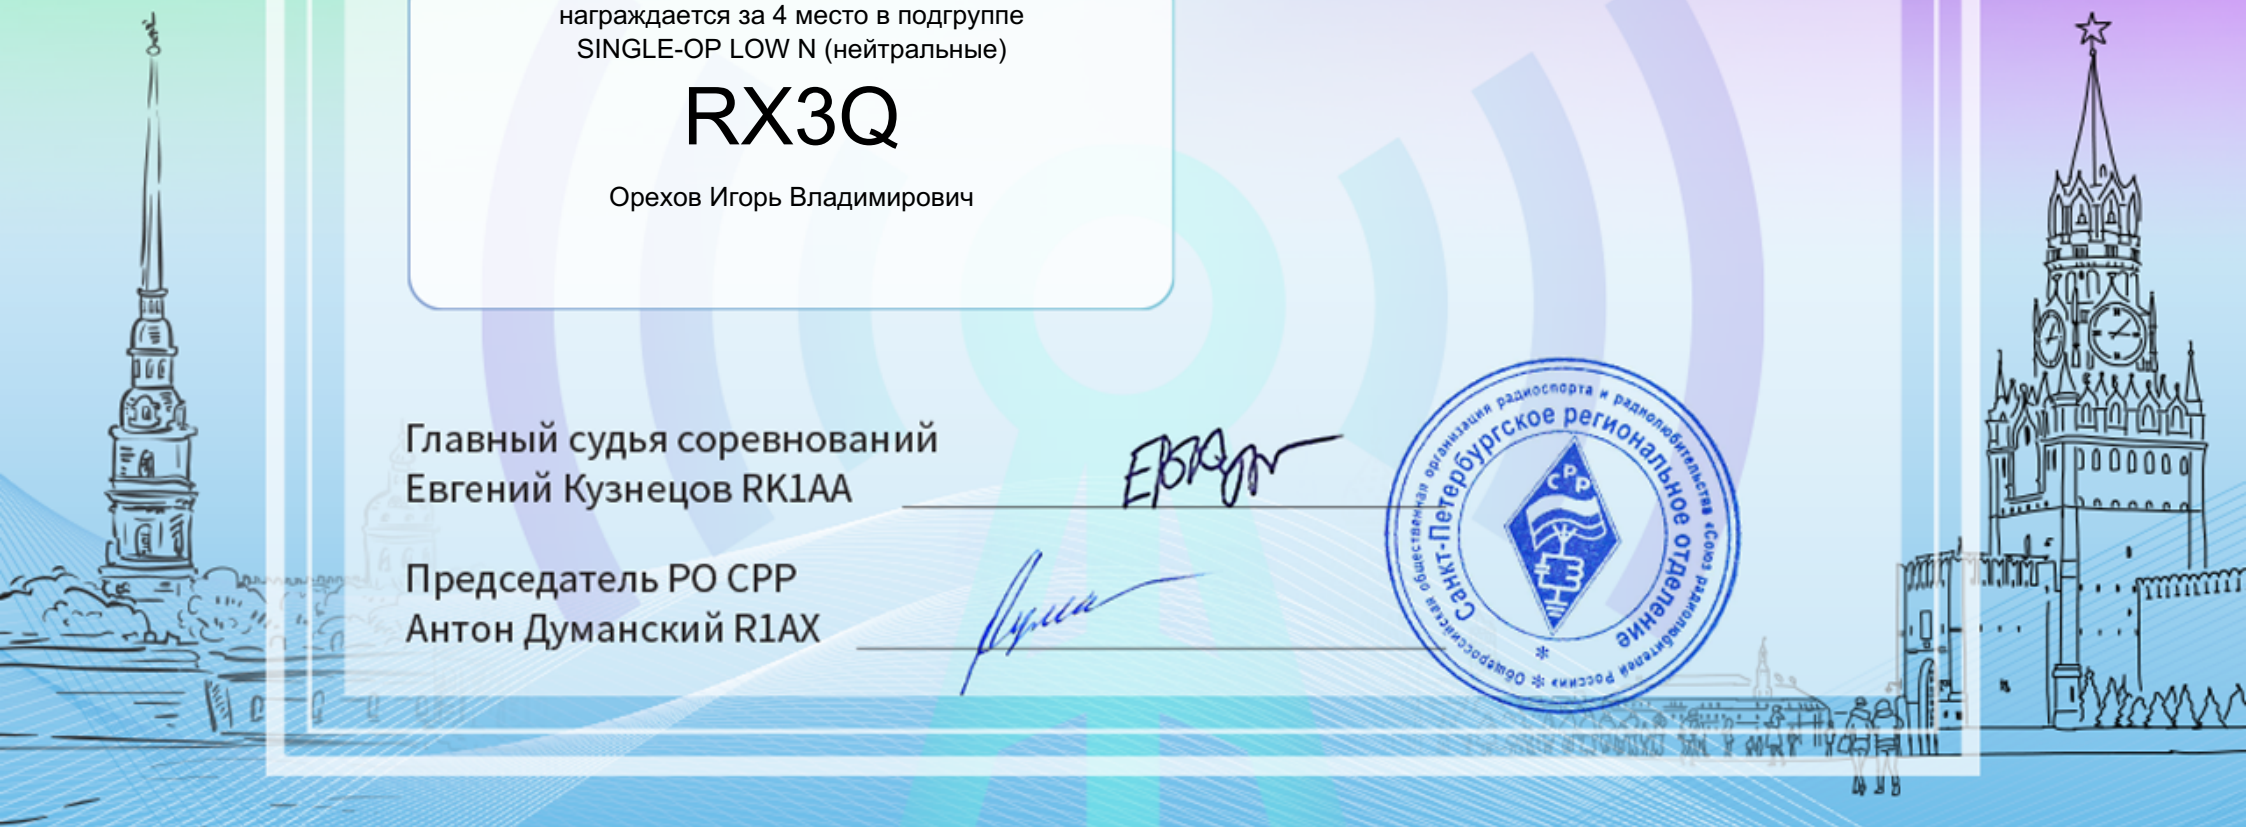 награждается за 4 место в подгруппе
SINGLE-OP LOW N (нейтральные)
RX3Q
Орехов Игорь Владимирович
Главный судья соревнований
Евгений Кузнецов RK1AA
Председатель РО СРР
Антон Думанский R1AX
Общероссийская общественная организация радиоспорта и радиолюбительства «Союз радиолюбителей России»
Санкт-Петербургское региональное отделение
СРР